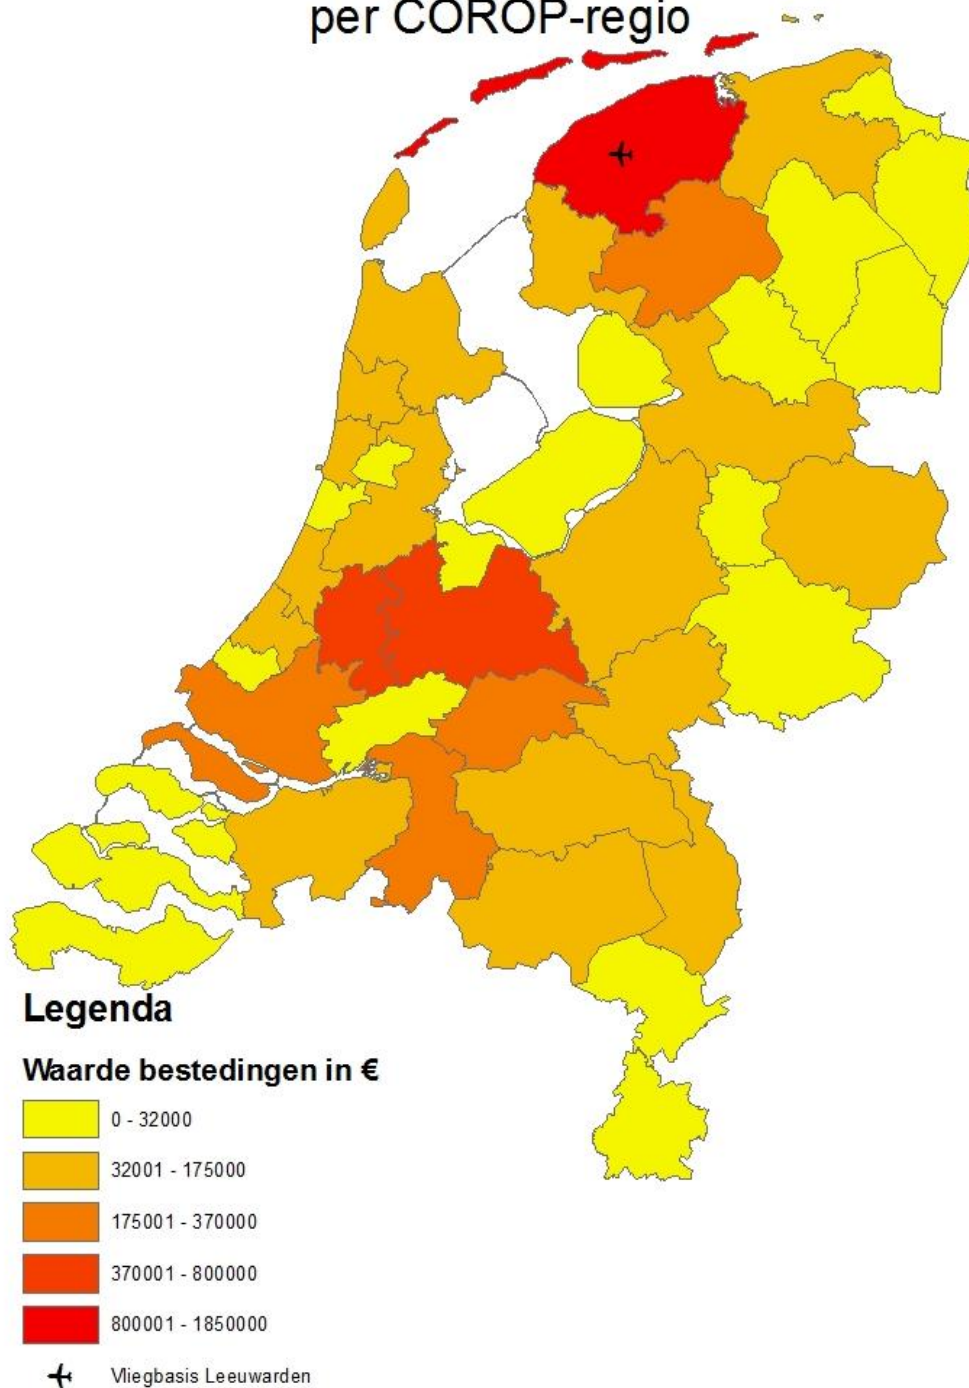 per COROP-regio
Legenda
Waarde bestedingen in €
0 - 32000
32001 - 175000
175001 - 370000
370001 - 800000
800001 - 1850000
Vliegbasis Leeuwarden